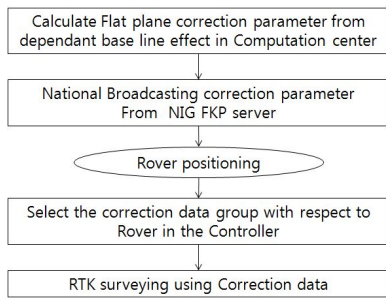 Calculate Flat plane correction parameter from
dependant base line effect in Computation center
National Broadcasting correction parameter
From NIG FKP server
Rover positioning
Select the correction data group with respect to
Rover in the Controller
RTK surveying using Correction data